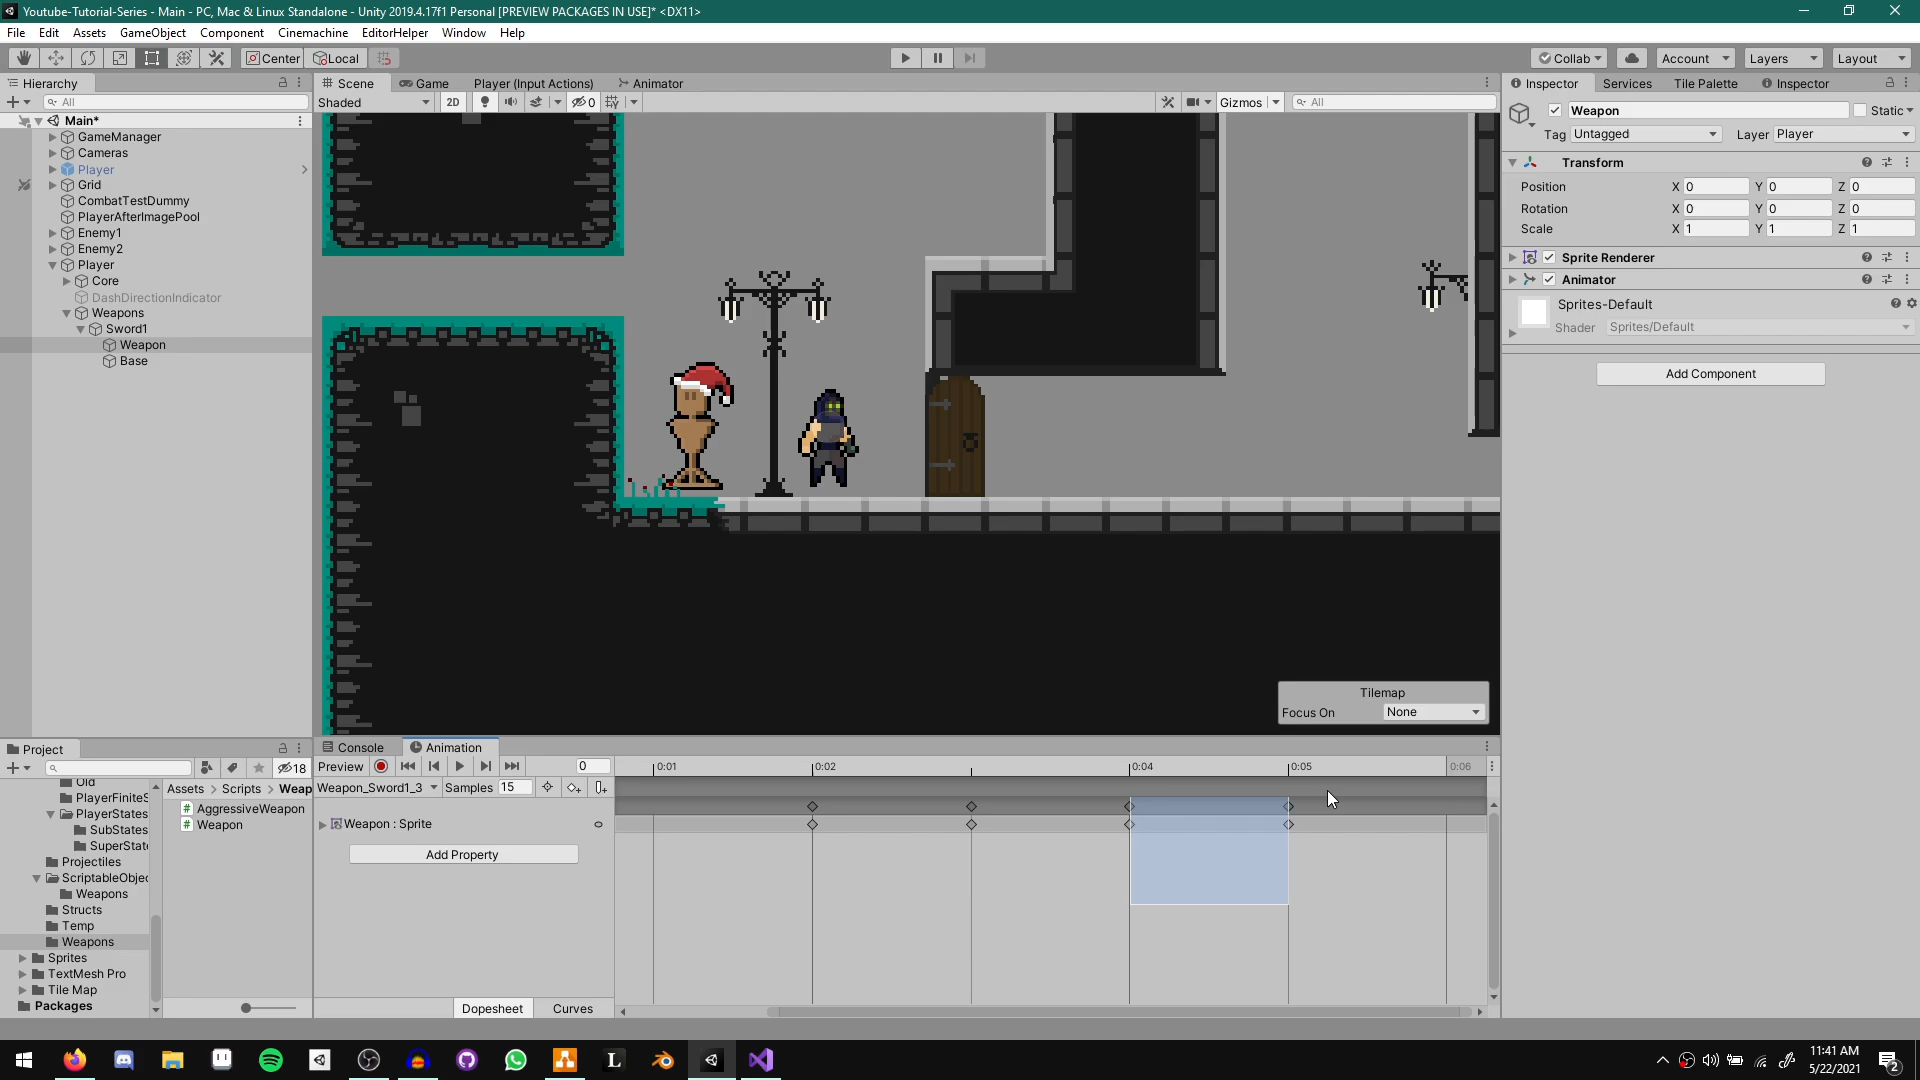 Youtube-Tutorial-Series - Main - PC, Mac & Linux Standalone - Unity 2019.4.17f1 Personal [PREVIEW PACKAGES IN USE]* <DX11>
File Edit Assets GameObject Component Cinemachine EditorHelper Window Help
Center Local Collab Account Layers Layout
Hierarchy
All
Main*
GameManager
Cameras
Player
Grid
CombatTestDummy
PlayerAfterImagePool
Enemy1
Enemy2
Player
Core
DashDirectionIndicator
Weapons
Sword1
Weapon
Base
Scene Game Player (Input Actions) Animator
Shaded 2D 0 Gizmos All
Tilemap
Focus On None
Inspector Services Tile Palette Inspector
Weapon Static
Tag Untagged Layer Player
Transform
Position X 0 Y 0 Z 0
Rotation X 0 Y 0 Z 0
Scale X 1 Y 1 Z 1
Sprite Renderer
Animator
Sprites-Default
Shader Sprites/Default
Add Component
Project
18
Old
PlayerFiniteS
PlayerStates
SubStates
SuperState
Projectiles
ScriptableObjec
Weapons
Structs
Temp
Weapons
Sprites
TextMesh Pro
Tile Map
Packages
Assets > Scripts > Weap
AggressiveWeapon
Weapon
Console Animation
Preview 0 0:01 0:02 0:04 0:05 0:06
Weapon_Sword1_3 Samples 15
Weapon : Sprite
Add Property
Dopesheet Curves
11:41 AM
5/22/2021
2